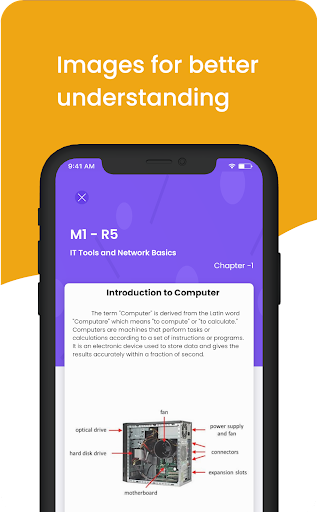 Images for better
understanding
9:41 AM
M1 - R5
IT Tools and Network Basics
Chapter -1
Introduction to Computer
The term "Computer" is derived from the Latin word
"Computare" which means "to compute" or "to calculate."
Computers are machines that perform tasks or
calculations according to a set of instructions or programs.
It is an electronic device used to store data and gives the
results accurately within a fraction of second.
fan
optical drive
power supply
and fan
hard disk drive
connectors
expansion slots
motherboard